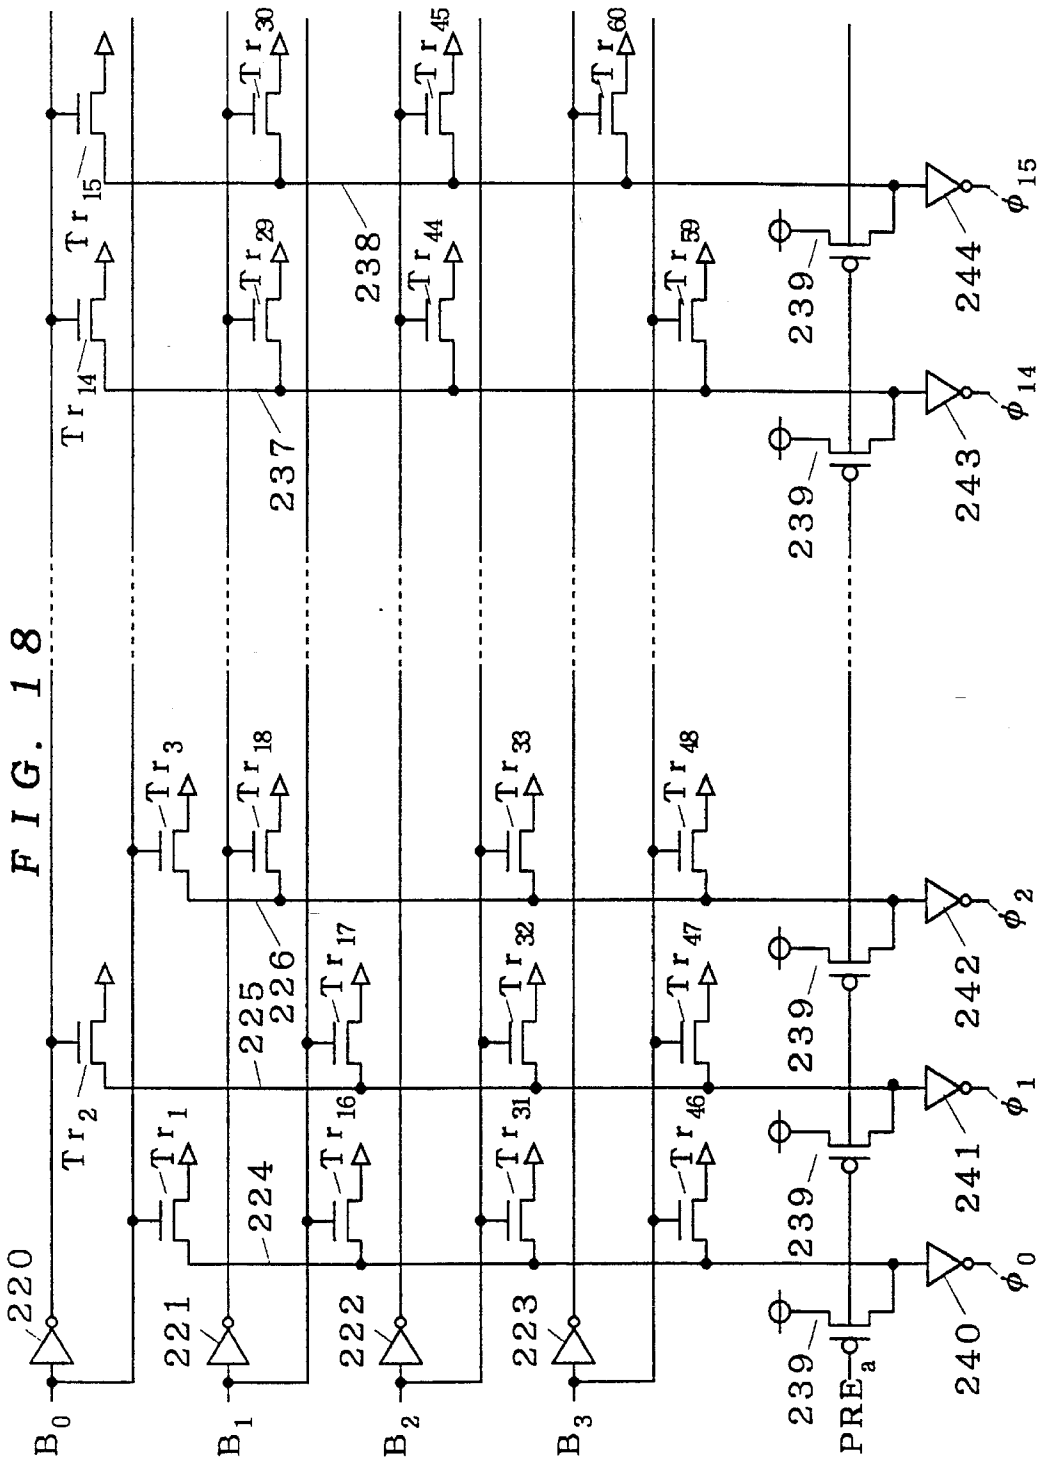 FIG. 18
B0
220
Tr2
Tr14
Tr15
Tr1
Tr3
B1
221
224
225
226
Tr18
237
Tr29
Tr30
Tr16
Tr17
B2
222
238
Tr44
Tr45
Tr31
Tr32
Tr33
B3
223
Tr60
Tr46
Tr47
Tr48
Tr59
PREa
239
239
239
239
239
240
241
242
243
244
ϕ0
ϕ1
ϕ2
ϕ14
ϕ15